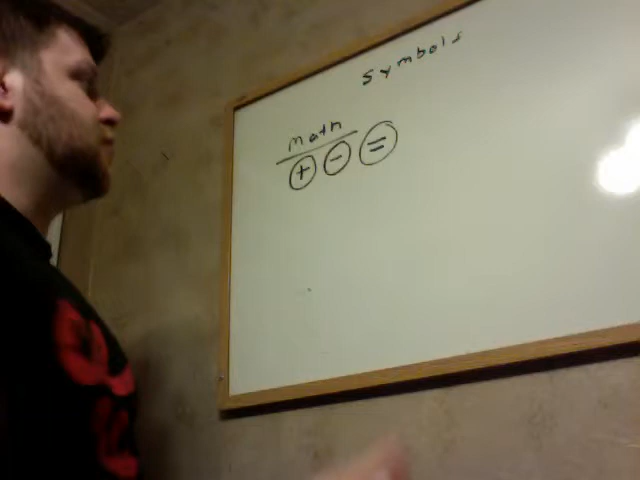 symbols
math
+ - =